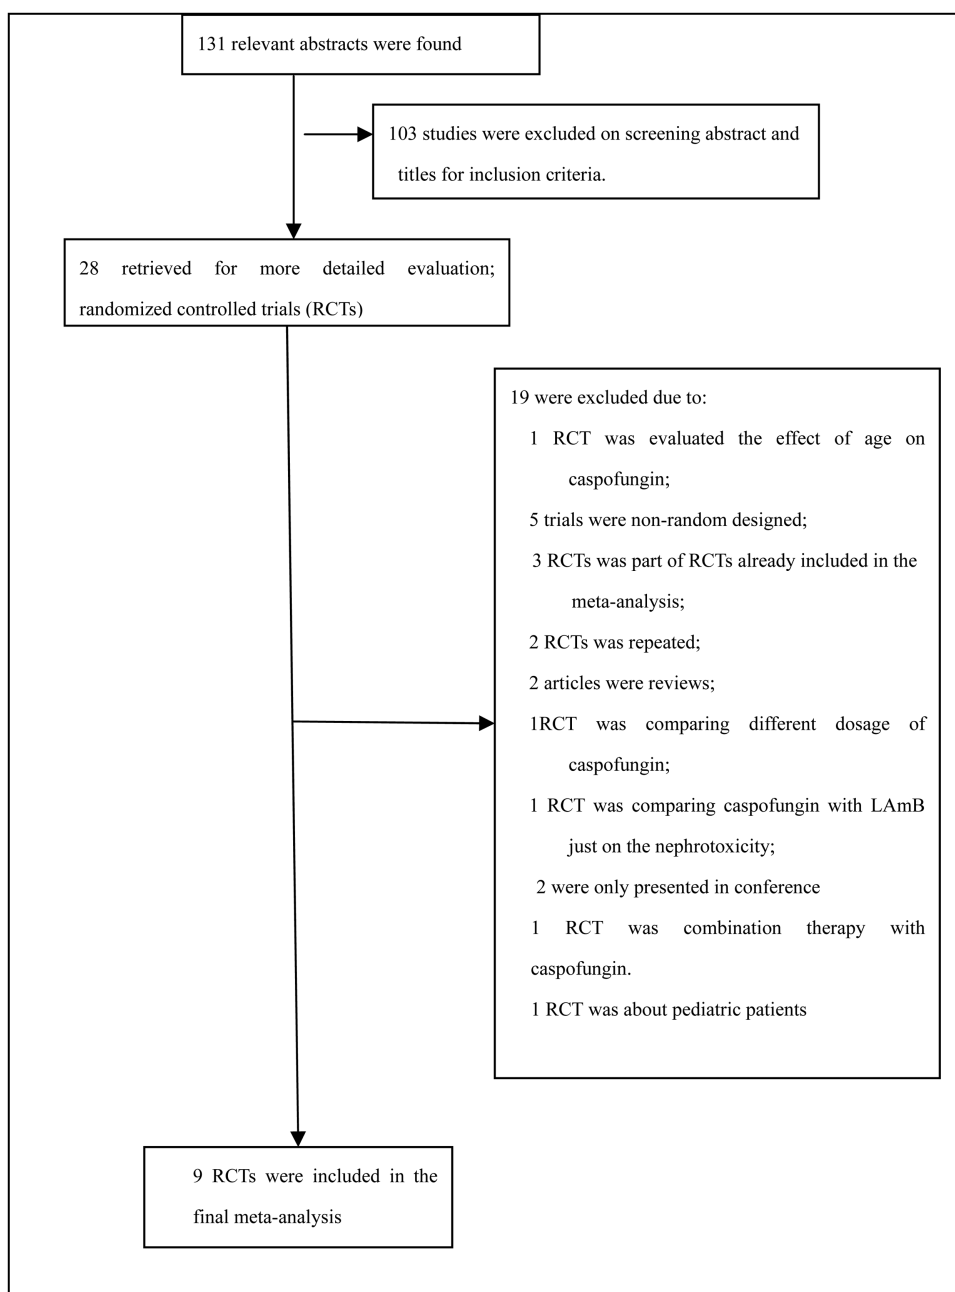 131 relevant abstracts were found
103 studies were excluded on screening abstract and
titles for inclusion criteria.
28 retrieved for more detailed evaluation;
randomized controlled trials (RCTs)
19 were excluded due to:
1 RCT was evaluated the effect of age on
caspofungin;
5 trials were non-random designed;
3 RCTs was part of RCTs already included in the
meta-analysis;
2 RCTs was repeated;
2 articles were reviews;
1RCT was comparing different dosage of
caspofungin;
1 RCT was comparing caspofungin with LAmB
just on the nephrotoxicity;
2 were only presented in conference
1 RCT was combination therapy with
caspofungin.
1 RCT was about pediatric patients
9 RCTs were included in the
final meta-analysis